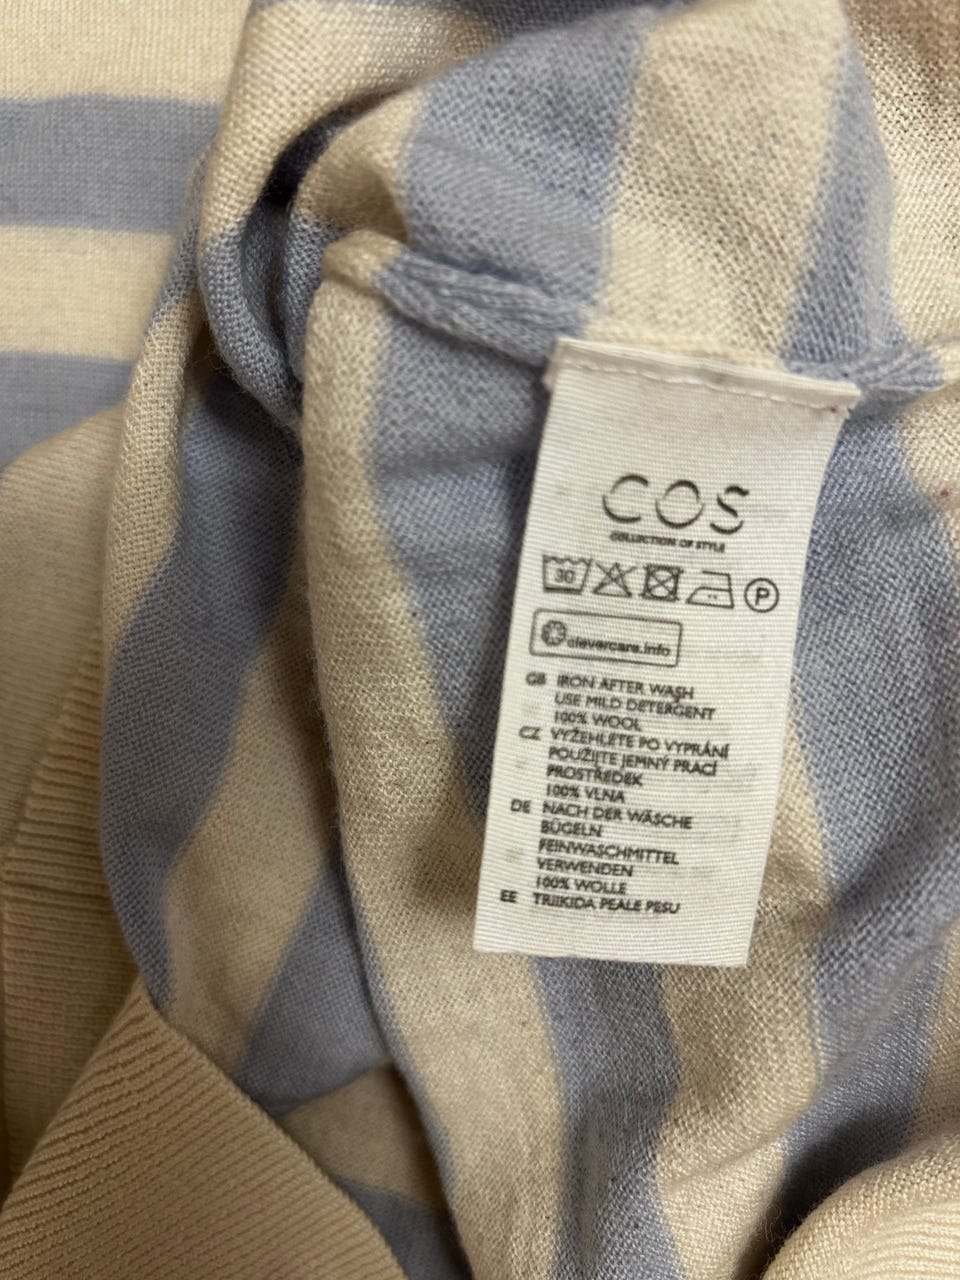 COS
COLLECTION OF STYLE
30
P
clevercare.info
GB IRON AFTER WASH
USE MILD DETERGENT
100% WOOL
CZ VYŽEHLETE PO VYPRÁNÍ
POUŽIJTE JEMNÝ PRACÍ
PROSTŘEDEK
100% VLNA
DE NACH DER WÄSCHE
BÜGELN
FEINWASCHMITTEL
VERWENDEN
100% WOLLE
EE TRIIKIDA PEALE PESU